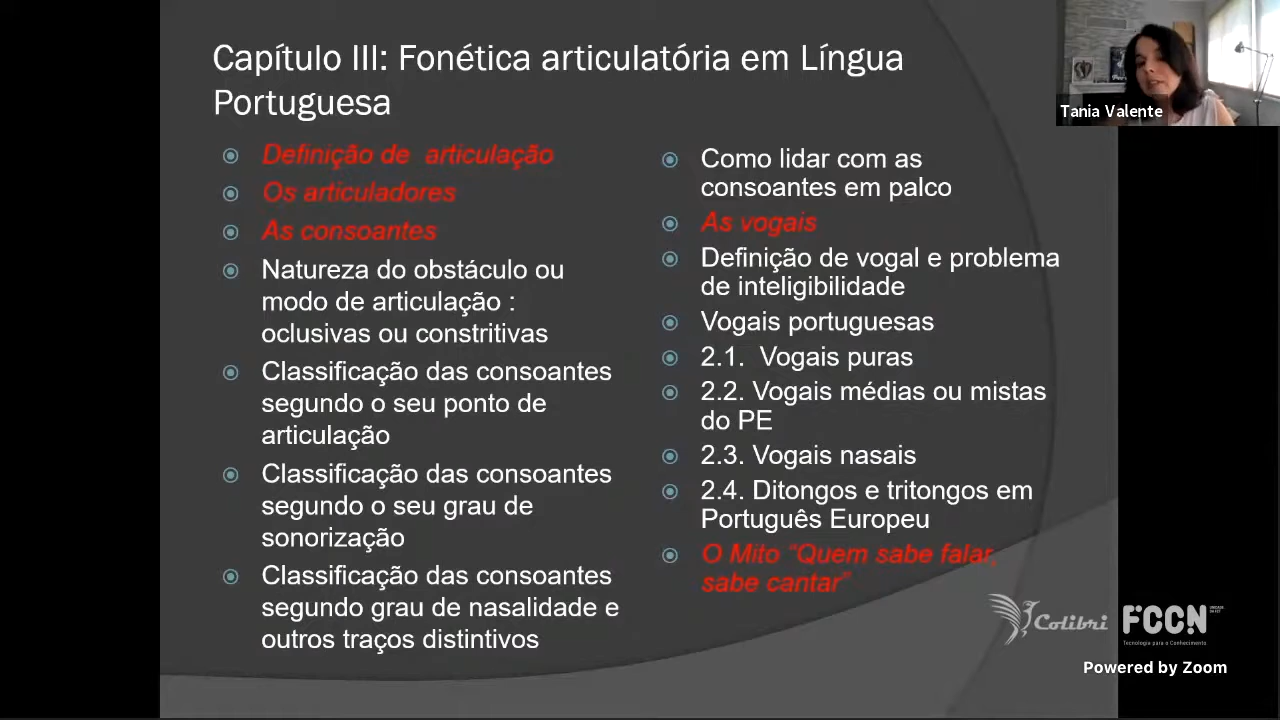 Capítulo III: Fonética articulatória em Língua
Portuguesa
Definição de articulação
Os articuladores
As consoantes
Natureza do obstáculo ou
modo de articulação :
oclusivas ou constritivas
Classificação das consoantes
segundo o seu ponto de
articulação
Classificação das consoantes
segundo o seu grau de
sonorização
Classificação das consoantes
segundo grau de nasalidade e
outros traços distintivos
Como lidar com as
consoantes em palco
As vogais
Definição de vogal e problema
de inteligibilidade
Vogais portuguesas
2.1. Vogais puras
2.2. Vogais médias ou mistas
do PE
2.3. Vogais nasais
2.4. Ditongos e tritongos em
Português Europeu
O Mito “Quem sabe falar,
sabe cantar”
Tania Valente
Colibri
FCCN
Tecnologia para o Conhecimento
Powered by Zoom